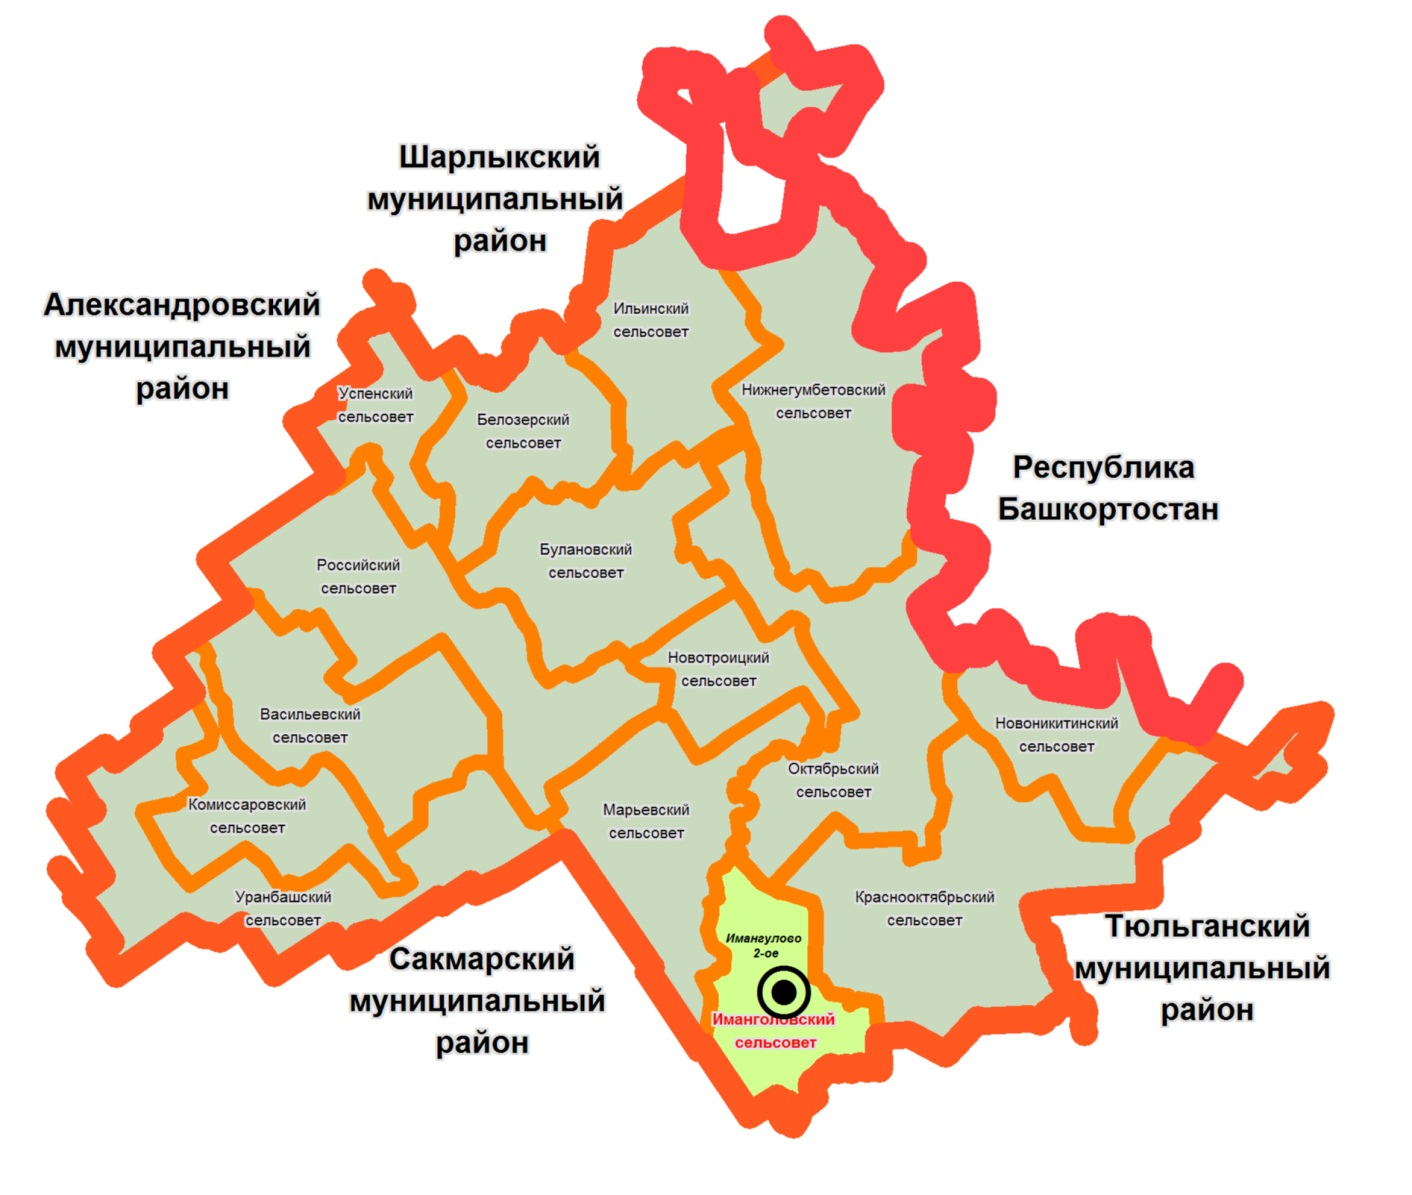 Шарлыкский
муниципальный
район
Александровский
муниципальный
район
Ильинский
сельсовет
Нижнегумбетовский
сельсовет
Успенский
сельсовет
Белозерский
сельсовет
Республика
Башкортостан
Булановский
сельсовет
Российский
сельсовет
Новотроицкий
сельсовет
Васильевский
сельсовет
Новоникитинский
сельсовет
Октябрьский
сельсовет
Комиссаровский
сельсовет
Марьевский
сельсовет
Уранбашский
сельсовет
Краснооктябрьский
сельсовет
Имангулово
2-ое
Иманголовский
сельсовет
Сакмарский
муниципальный
район
Тюльганский
муниципальный
район